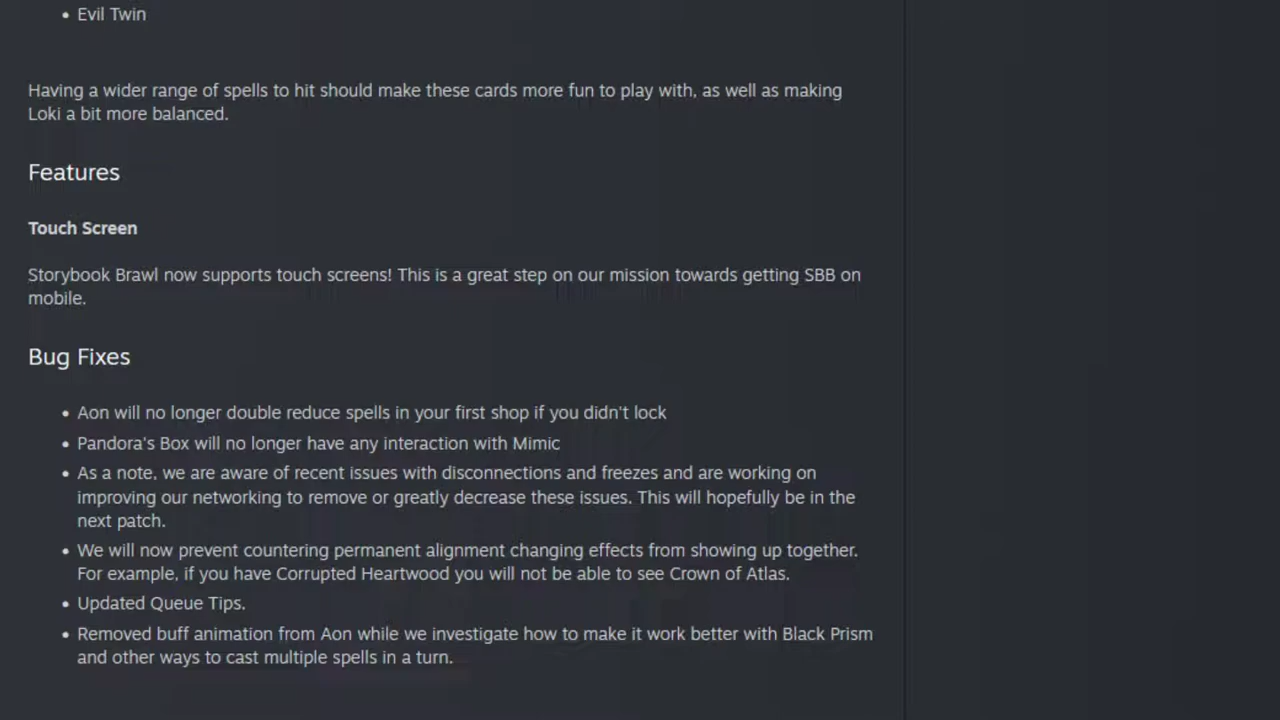 • Evil Twin
Having a wider range of spells to hit should make these cards more fun to play with, as well as making
Loki a bit more balanced.
Features
Touch Screen
Storybook Brawl now supports touch screens! This is a great step on our mission towards getting SBB on
mobile.
Bug Fixes
• Aon will no longer double reduce spells in your first shop if you didn't lock
• Pandora's Box will no longer have any interaction with Mimic
• As a note, we are aware of recent issues with disconnections and freezes and are working on
improving our networking to remove or greatly decrease these issues. This will hopefully be in the
next patch.
• We will now prevent countering permanent alignment changing effects from showing up together.
For example, if you have Corrupted Heartwood you will not be able to see Crown of Atlas.
• Updated Queue Tips.
• Removed buff animation from Aon while we investigate how to make it work better with Black Prism
and other ways to cast multiple spells in a turn.